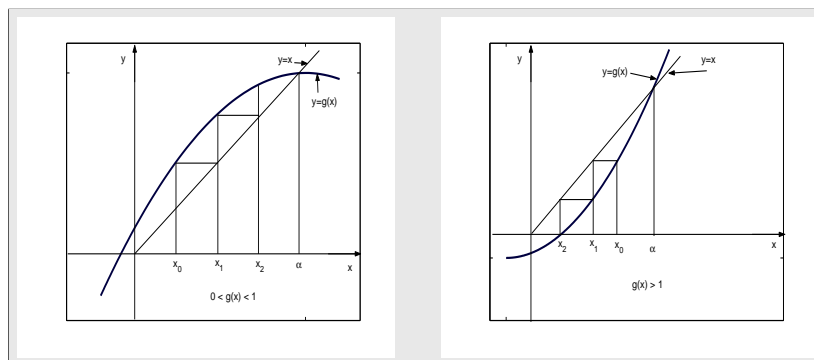 y
y=x
y=g(x)
x₀
x₁
x₂
α
x
0 < g(x) < 1
y
y=g(x)
y=x
x₂
x₁
x₀
α
x
g(x) > 1